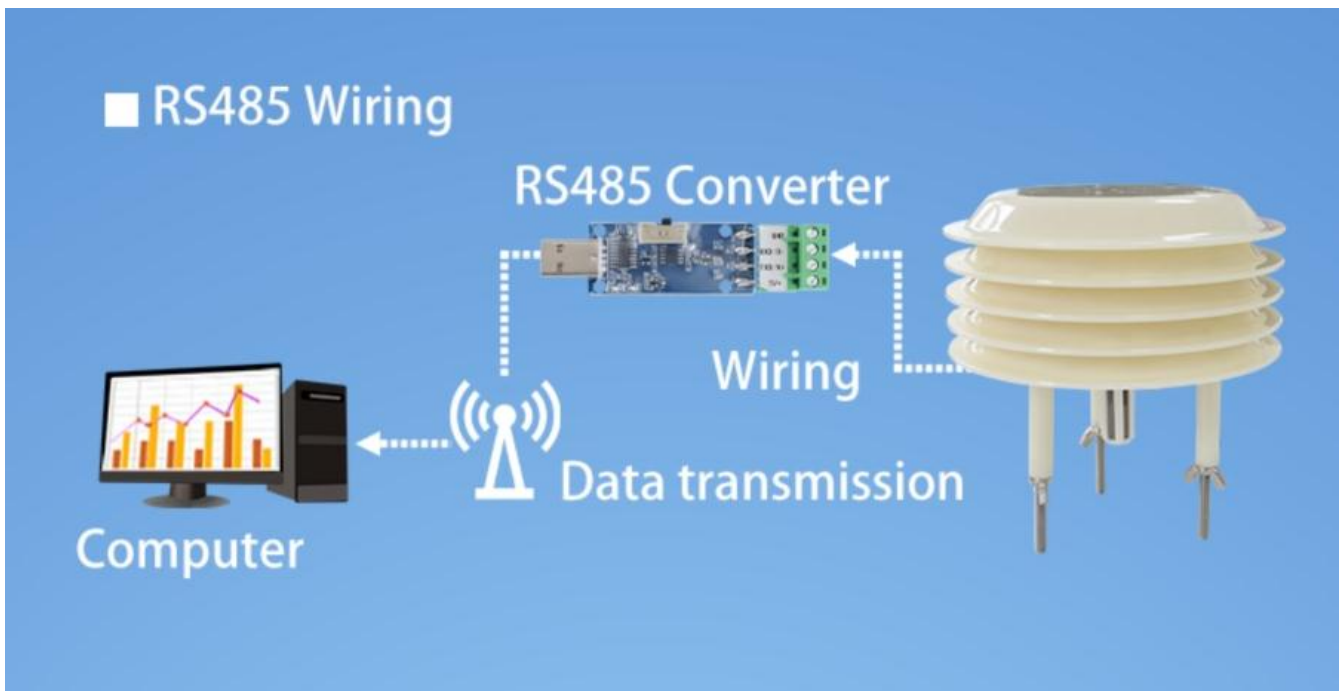 RS485 Wiring
RS485 Converter
Wiring
Data transmission
Computer